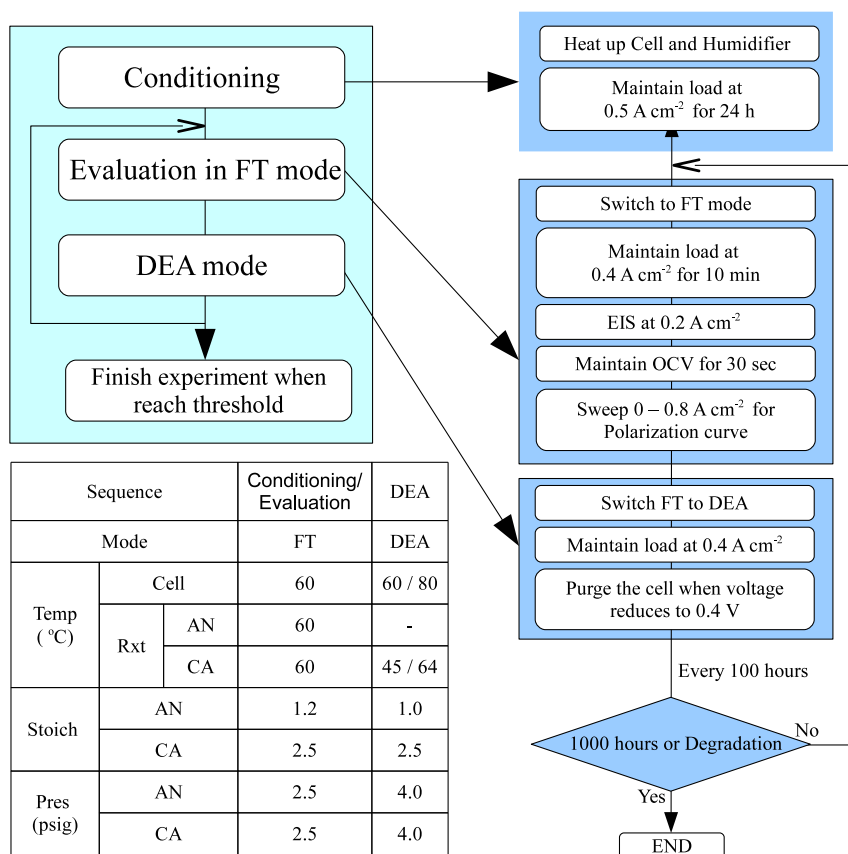 Conditioning
Evaluation in FT mode
DEA mode
Finish experiment when
reach threshold
Heat up Cell and Humidifier
Maintain load at
0.5 A cm⁻² for 24 h
Switch to FT mode
Maintain load at
0.4 A cm⁻² for 10 min
EIS at 0.2 A cm⁻²
Maintain OCV for 30 sec
Sweep 0 – 0.8 A cm⁻² for
Polarization curve
Switch FT to DEA
Maintain load at 0.4 A cm⁻²
Purge the cell when voltage
reduces to 0.4 V
Every 100 hours
1000 hours or Degradation
No
Yes
END
Sequence Conditioning/ Evaluation DEA
Mode FT DEA
Temp (°C) Cell 60 60 / 80
Rxt AN 60 -
CA 60 45 / 64
Stoich AN 1.2 1.0
CA 2.5 2.5
Pres (psig) AN 2.5 4.0
CA 2.5 4.0